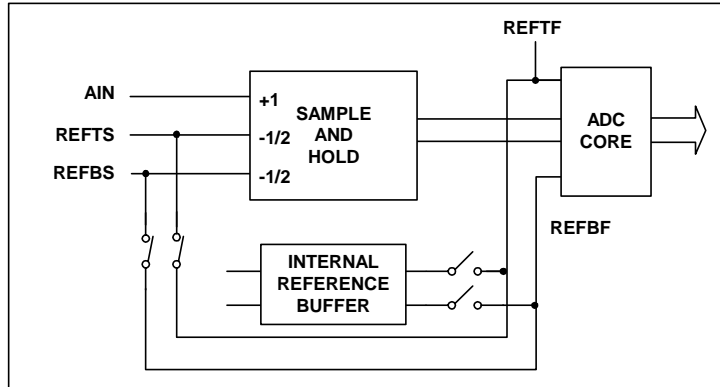 REFTF
AIN
+1
SAMPLE
AND
HOLD
ADC
CORE
REFTS
-1/2
REFBS
-1/2
REFBF
INTERNAL
REFERENCE
BUFFER